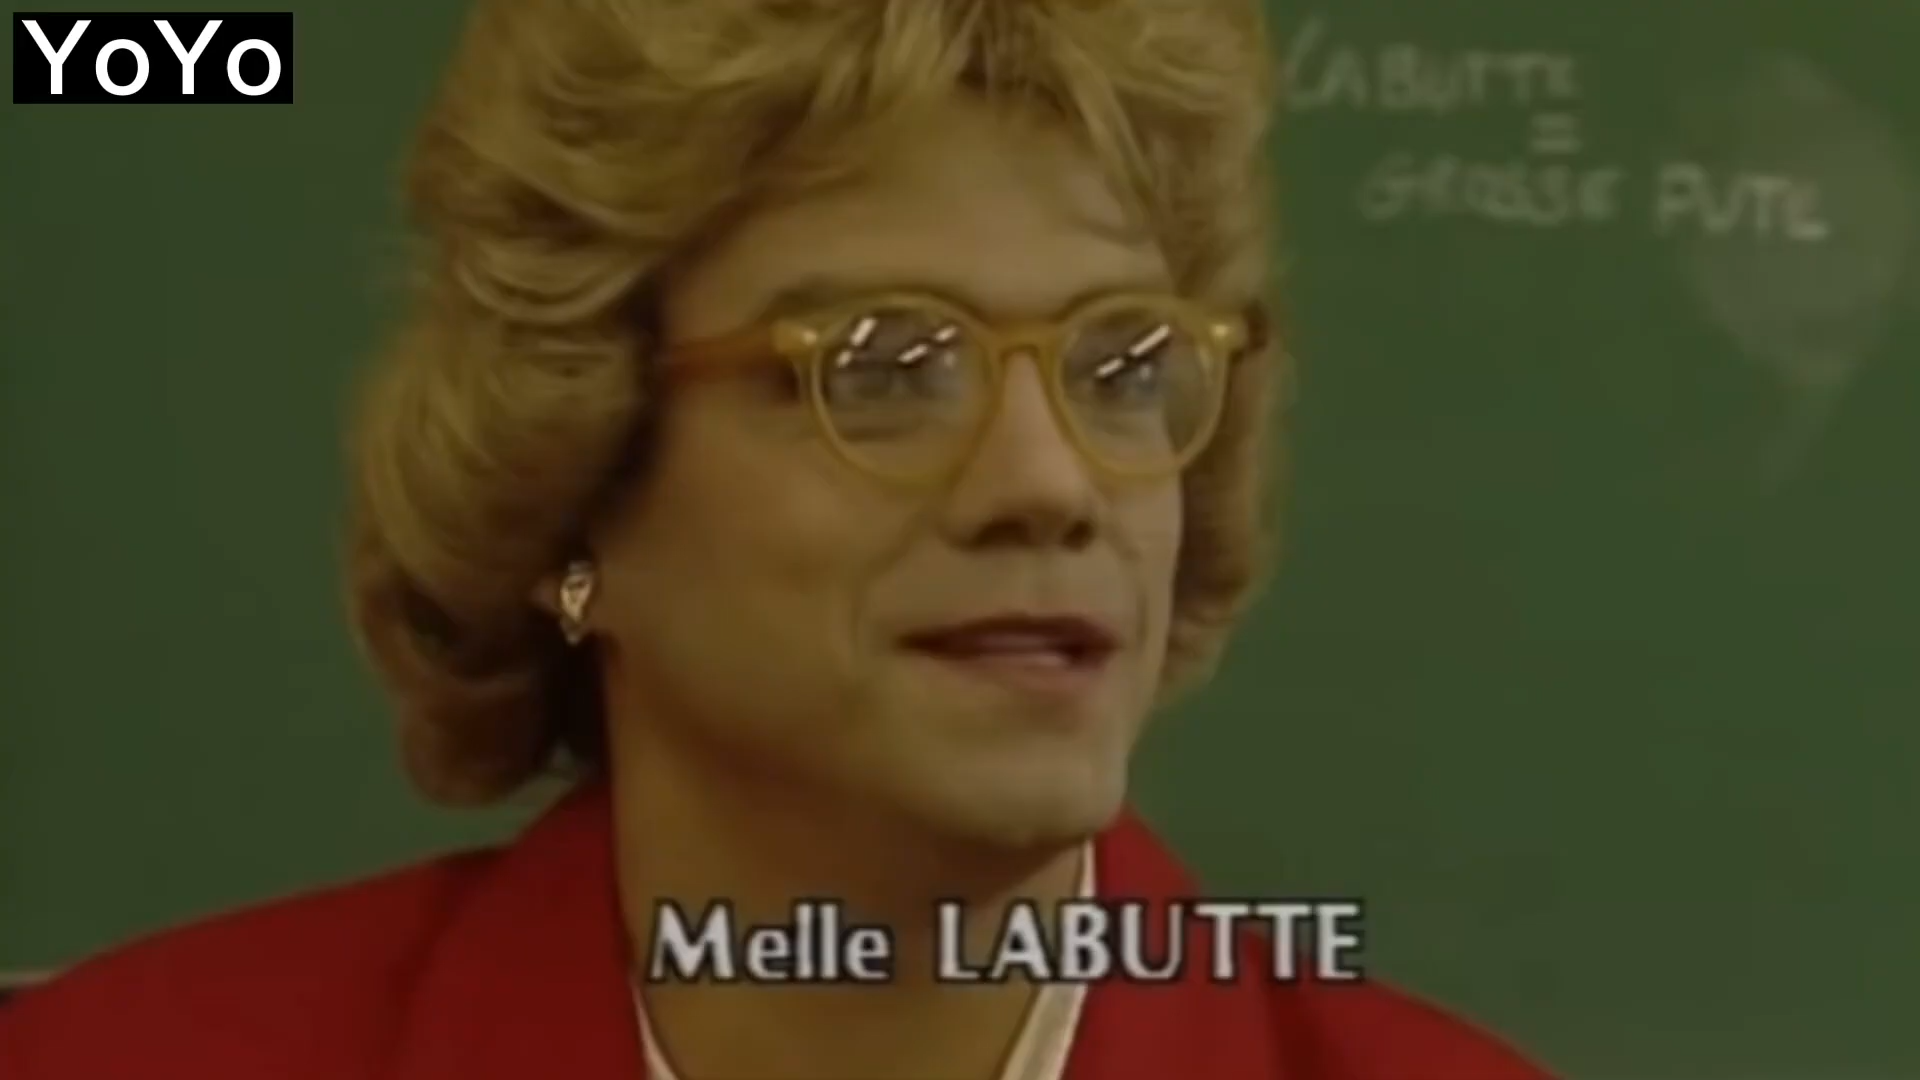 YoYo
LABUTTE
=
GROSSE PUTE
Melle LABUTTE